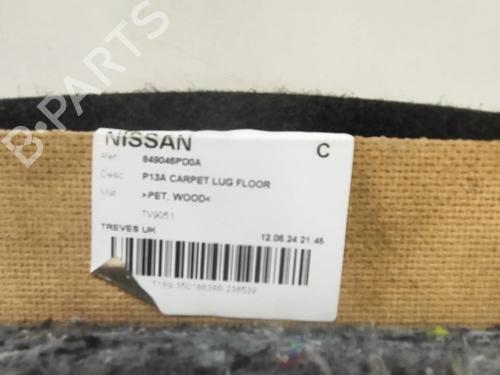 NISSAN
C
Ref. 849046PD0A
Desc. P13A CARPET LUG FLOOR
Mat. >PET, WOOD<
TV9051
TREVES UK 12.06.24 21:45
B-PARTS